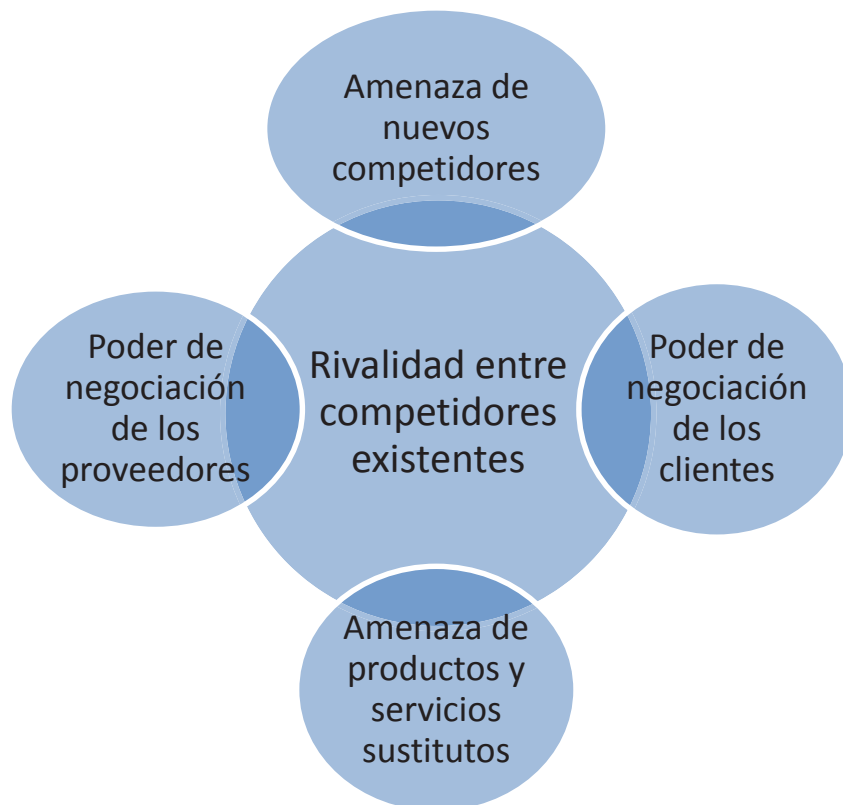 Amenaza de
nuevos
competidores
Poder de
negociación
de los
proveedores
Rivalidad entre
competidores
existentes
Poder de
negociación
de los
clientes
Amenaza de
productos y
servicios
sustitutos